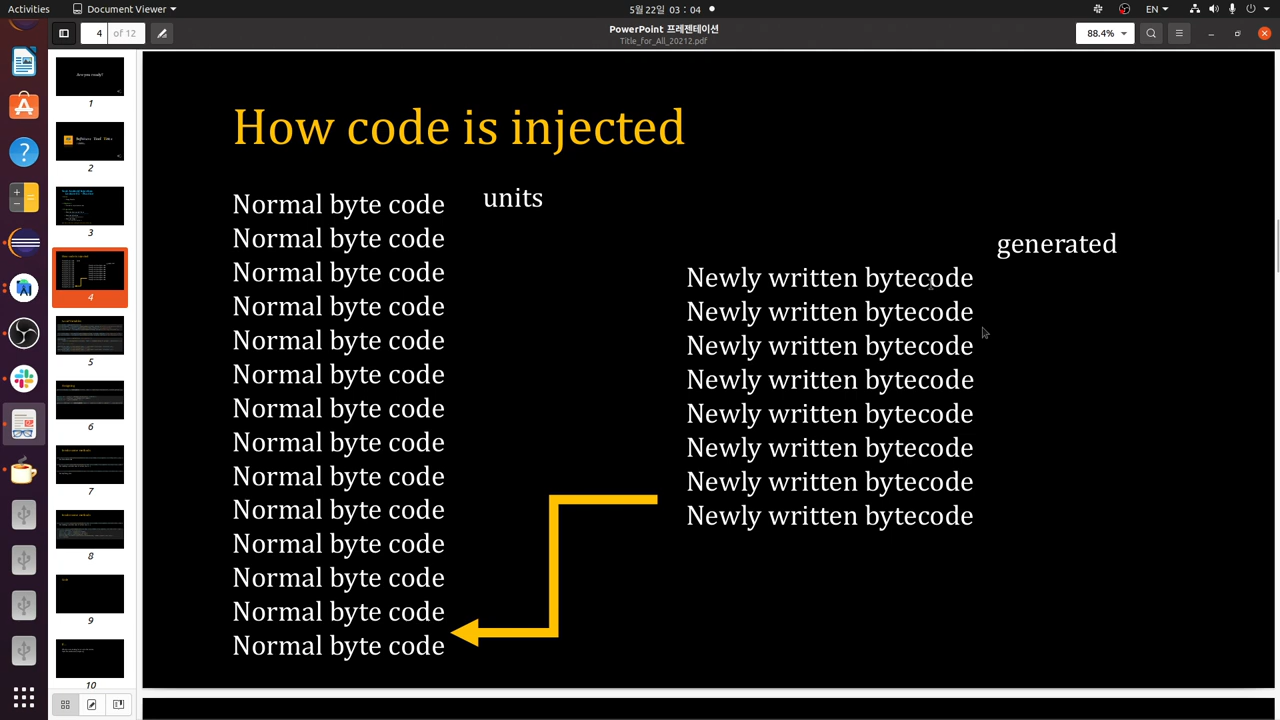 Activities
Document Viewer
5월 22일 03 : 04
EN
4
of 12
PowerPoint 프레젠테이션
Title_for_All_20212.pdf
88.4%
Are you ready?
1
2
3
4
5
6
7
8
9
10
How code is injected
units
Normal byte code
Normal byte code
Normal byte code
Normal byte code
Normal byte code
Normal byte code
Normal byte code
Normal byte code
Normal byte code
Normal byte code
Normal byte code
Normal byte code
Normal byte code
Normal byte code
generated
Newly written bytecode
Newly written bytecode
Newly written bytecode
Newly written bytecode
Newly written bytecode
Newly written bytecode
Newly written bytecode
Newly written bytecode